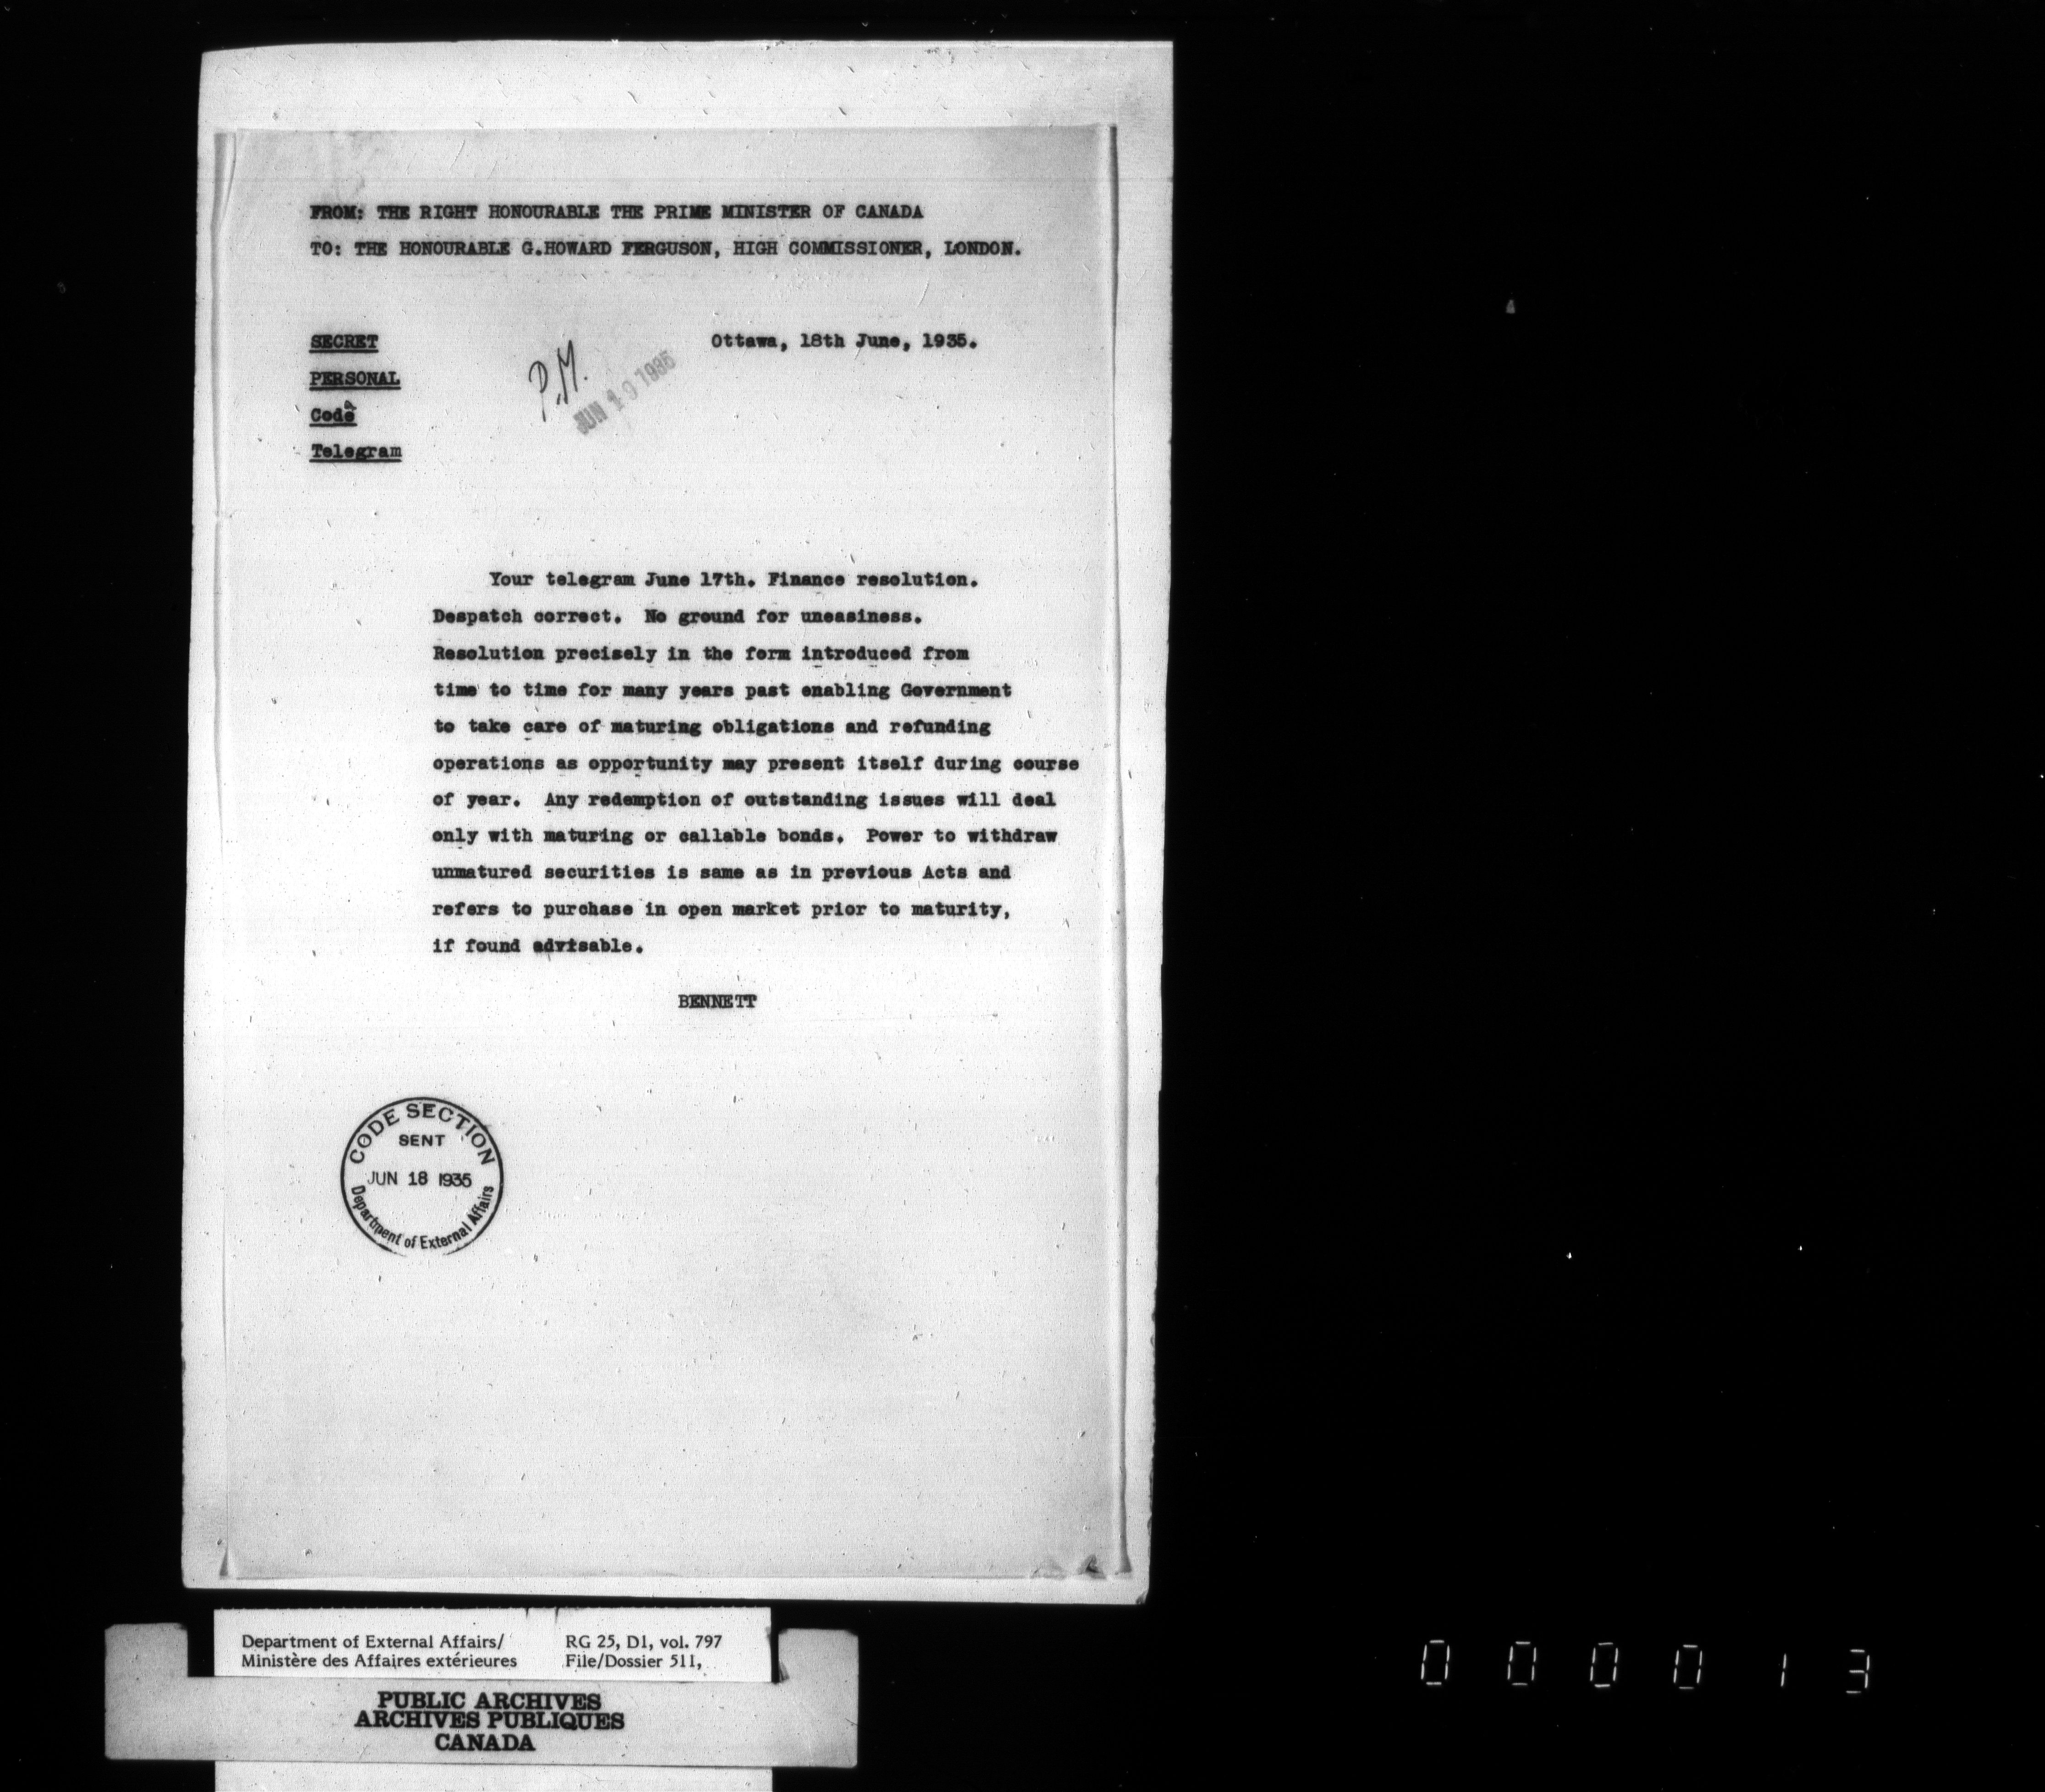 FROM: THE RIGHT HONOURABLE THE PRIME MINISTER OF CANADA
TO: THE HONOURABLE G.HOWARD FERGUSON, HIGH COMMISSIONER, LONDON.
SECRET
Ottawa, 18th June, 1935.
PERSONAL
P.M.
JUN 19 1935
Code
Telegram
Your telegram June 17th. Finance resolution.
Despatch correct. No ground for uneasiness.
Resolution precisely in the form introduced from
time to time for many years past enabling Government
to take care of maturing obligations and refunding
operations as opportunity may present itself during course
of year. Any redemption of outstanding issues will deal
only with maturing or callable bonds. Power to withdraw
unmatured securities is same as in previous Acts and
refers to purchase in open market prior to maturity,
if found advisable.
BENNETT
CODE SECTION
SENT
JUN 18 1935
Department of External Affairs
Department of External Affairs/ RG 25, D1, vol. 797
Ministère des Affaires extérieures File/Dossier 511,
PUBLIC ARCHIVES
ARCHIVES PUBLIQUES
CANADA
0 0 0 0 1 3